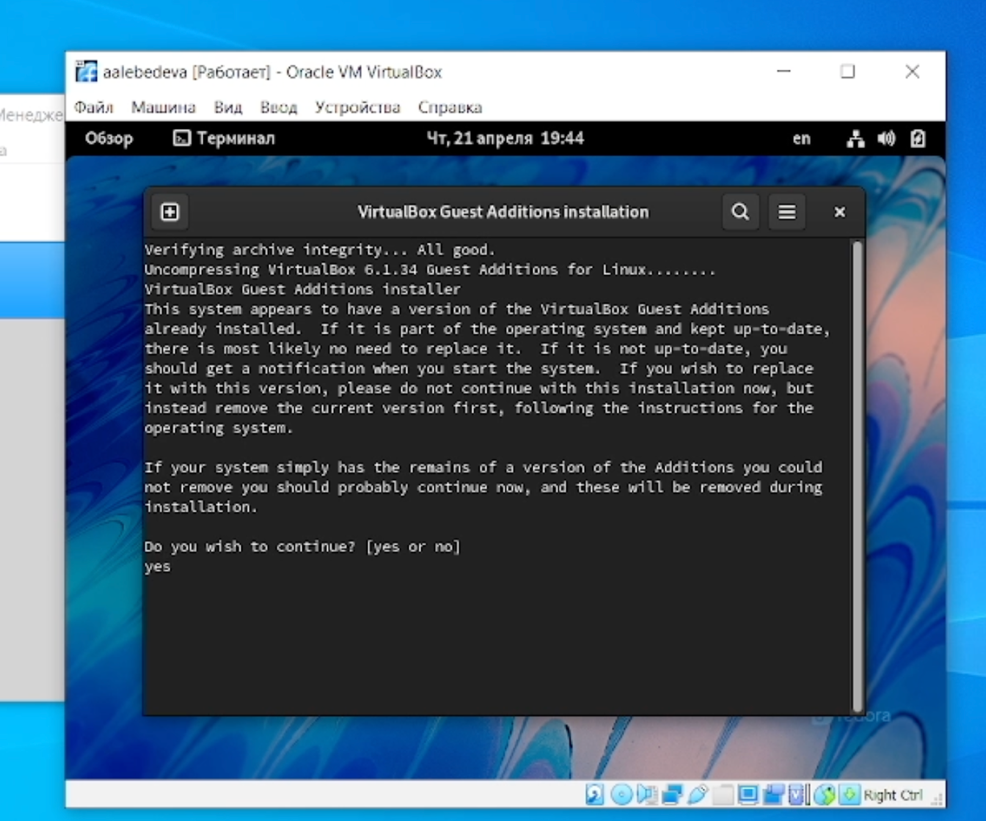 aalebedeva [Работает] - Oracle VM VirtualBox
Файл Машина Вид Ввод Устройства Справка
Обзор Терминал Чт, 21 апреля 19:44 en
VirtualBox Guest Additions installation
Verifying archive integrity... All good.
Uncompressing VirtualBox 6.1.34 Guest Additions for Linux........
VirtualBox Guest Additions installer
This system appears to have a version of the VirtualBox Guest Additions
already installed.  If it is part of the operating system and kept up-to-date,
there is most likely no need to replace it.  If it is not up-to-date, you
should get a notification when you start the system.  If you wish to replace
it with this version, please do not continue with this installation now, but
instead remove the current version first, following the instructions for the
operating system.
If your system simply has the remains of a version of the Additions you could
not remove you should probably continue now, and these will be removed during
installation.
Do you wish to continue? [yes or no]
yes
Right Ctrl